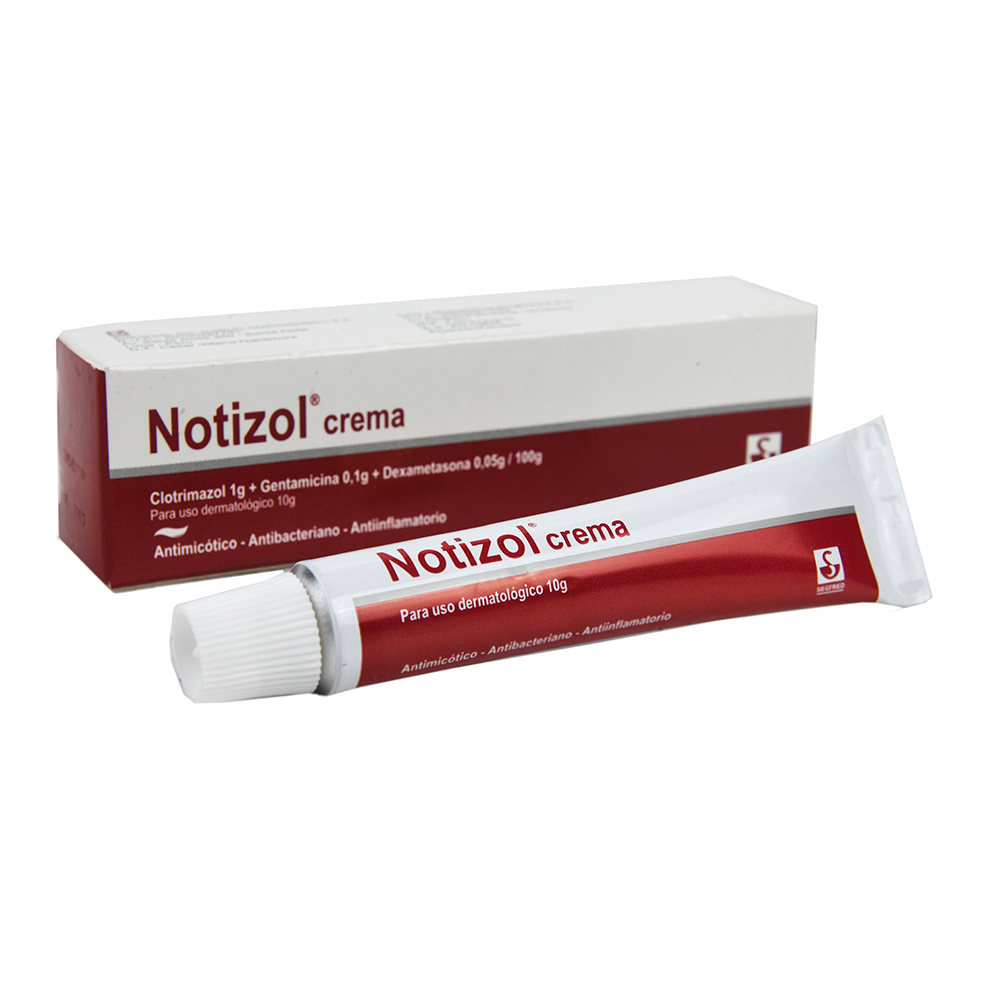 Notizol® crema
Clotrimazol 1g + Gentamicina 0,1g + Dexametasona 0,05g / 100g
Para uso dermatológico 10g
Antimicótico - Antibacteriano - Antiinflamatorio
Notizol® crema
Para uso dermatológico 10g
Antimicótico - Antibacteriano - Antiinflamatorio
SIEGFRIED